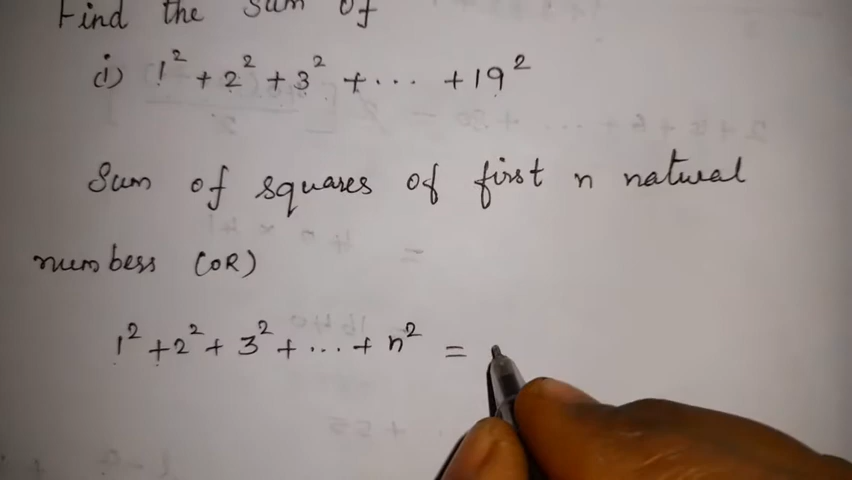 Find the Sum Of
(i) 1² + 2² + 3² + ... + 19²
Sum of squares of first n natural
numbers (OR)
1² + 2² + 3² + ... + n² =